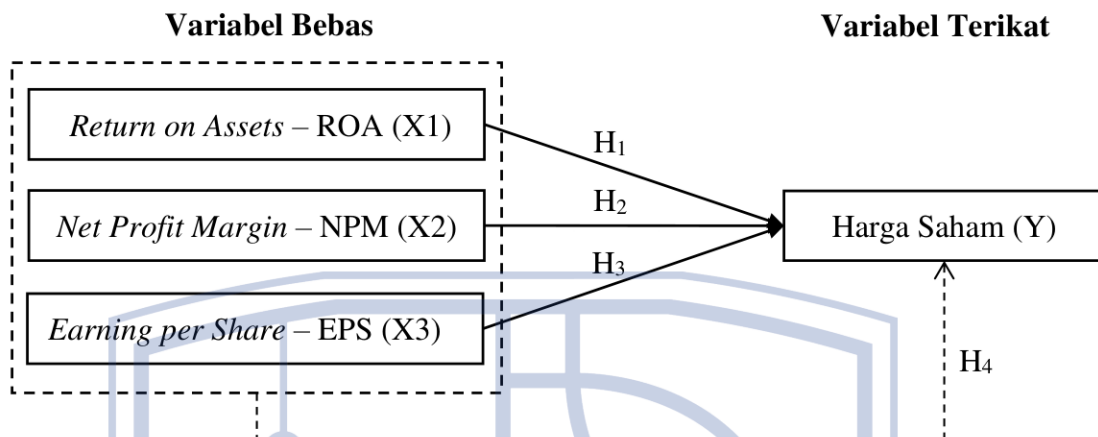 Variabel Bebas
Variabel Terikat
Return on Assets – ROA (X1)
H1
Net Profit Margin – NPM (X2)
H2
Harga Saham (Y)
H3
Earning per Share – EPS (X3)
H4